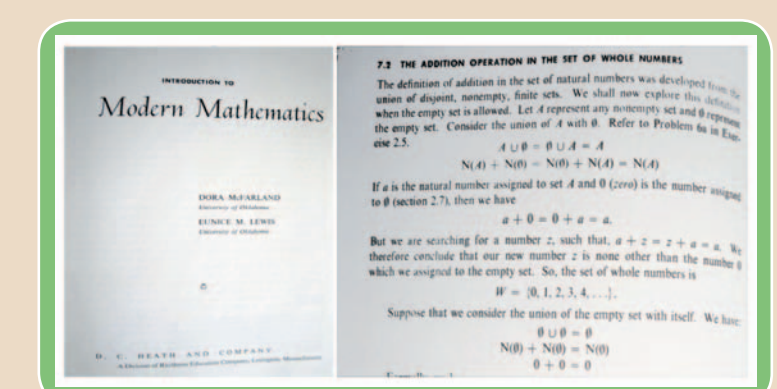 INTRODUCTION TO
Modern Mathematics
DORA McFARLAND
University of Oklahoma
EUNICE M. LEWIS
University of Oklahoma
D. C. HEATH AND COMPANY
A Division of Raytheon Education Company, Lexington, Massachusetts
7.2 THE ADDITION OPERATION IN THE SET OF WHOLE NUMBERS
The definition of addition in the set of natural numbers was developed from the
union of disjoint, nonempty, finite sets. We shall now explore this definition
when the empty set is allowed. Let A represent any nonempty set and ∅ represent
the empty set. Consider the union of A with ∅. Refer to Problem 6a in Exer-
cise 2.5.
A ∪ ∅ = ∅ ∪ A = A
N(A) + N(∅) = N(∅) + N(A) = N(A)
If a is the natural number assigned to set A and 0 (zero) is the number assigned
to ∅ (section 2.7), then we have
a + 0 = 0 + a = a.
But we are searching for a number z, such that, a + z = z + a = a. We
therefore conclude that our new number z is none other than the number 0
which we assigned to the empty set. So, the set of whole numbers is
W = {0, 1, 2, 3, 4, . . .}.
Suppose that we consider the union of the empty set with itself. We have
∅ ∪ ∅ = ∅
N(∅) + N(∅) = N(∅)
0 + 0 = 0